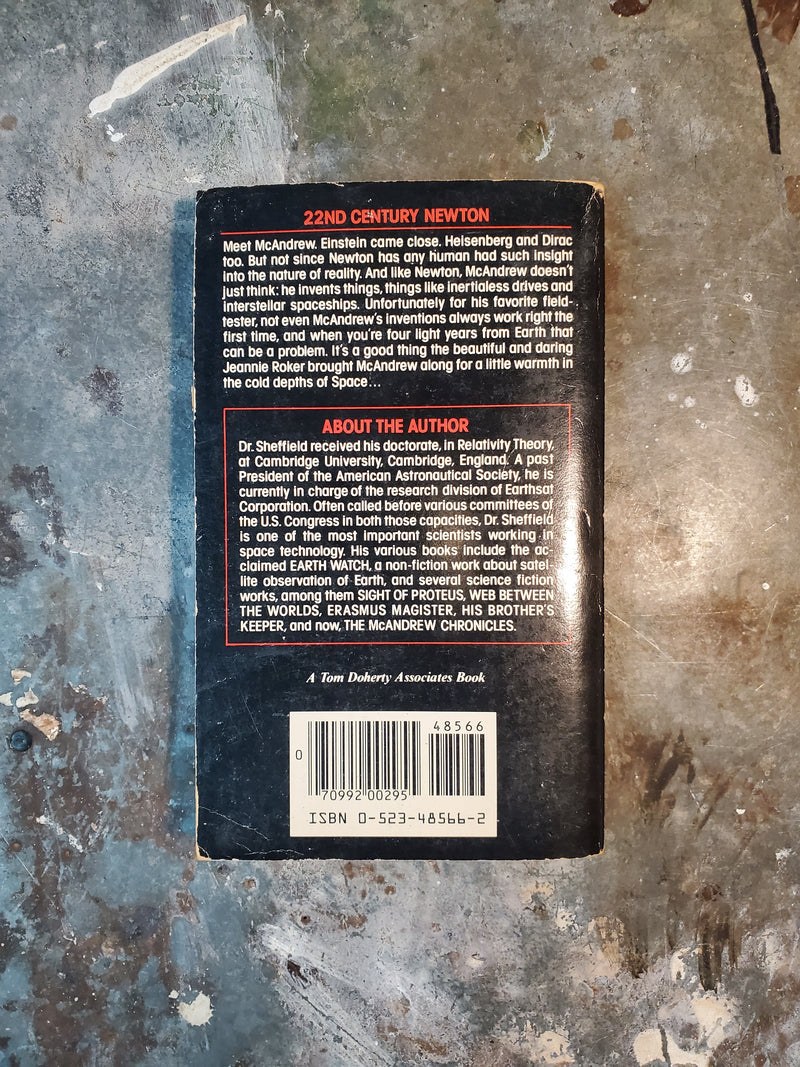 22ND CENTURY NEWTON
Meet McAndrew. Einstein came close. Heisenberg and Dirac
too. But not since Newton has any human had such insight
into the nature of reality. And like Newton, McAndrew doesn't
just think: he invents things, things like inertialess drives and
interstellar spaceships. Unfortunately for his favorite field-
tester, not even McAndrew's inventions always work right the
first time, and when you're four light years from Earth that
can be a problem. It's a good thing the beautiful and daring
Jeannie Roker brought McAndrew along for a little warmth in
the cold depths of Space...
ABOUT THE AUTHOR
Dr. Sheffield received his doctorate, in Relativity Theory,
at Cambridge University, Cambridge, England. A past
President of the American Astronautical Society, he is
currently in charge of the research division of Earthsat
Corporation. Often called before various committees of
the U.S. Congress in both those capacities, Dr. Sheffield
is one of the most important scientists working in
space technology. His various books include the ac-
claimed EARTH WATCH, a non-fiction work about satel-
lite observation of Earth, and several science fiction
works, among them SIGHT OF PROTEUS, WEB BETWEEN
THE WORLDS, ERASMUS MAGISTER, HIS BROTHER'S
KEEPER, and now, THE McANDREW CHRONICLES.
A Tom Doherty Associates Book
48566
0
70992 00295
ISBN 0-523-48566-2